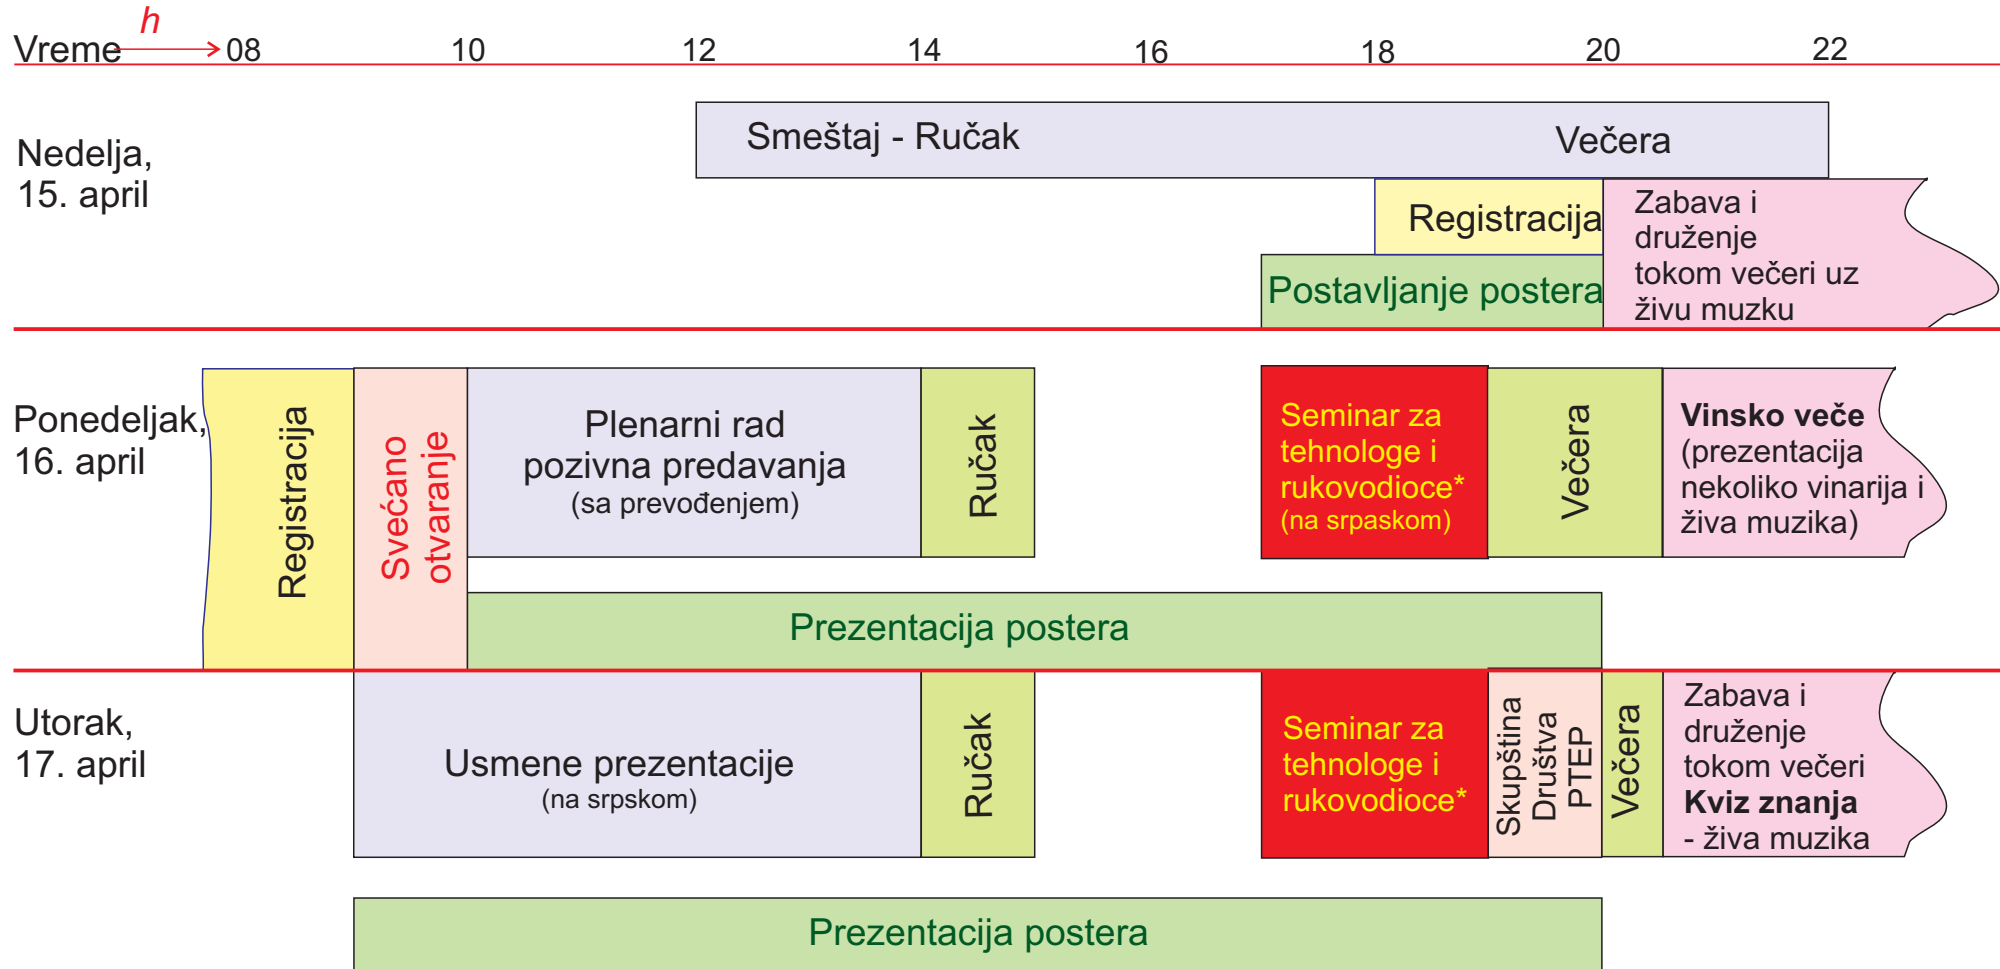 h
Vreme 08 10 12 14 16 18 20 22
Nedelja,
15. april
Smeštaj - Ručak
Večera
Registracija
Postavljanje postera
Zabava i
druženje
tokom večeri uz
živu muzku
Ponedeljak,
16. april
Registracija
Svećano
otvaranje
Plenarni rad
pozivna predavanja
(sa prevođenjem)
Ručak
Seminar za
tehnologe i
rukovodioce*
(na srpaskom)
Večera
Vinsko veče
(prezentacija
nekoliko vinarija i
živa muzika)
Prezentacija postera
Utorak,
17. april
Usmene prezentacije
(na srpskom)
Ručak
Seminar za
tehnologe i
rukovodioce*
Skupština
Društva
PTEP
Večera
Zabava i
druženje
tokom večeri
Kviz znanja
- živa muzika
Prezentacija postera